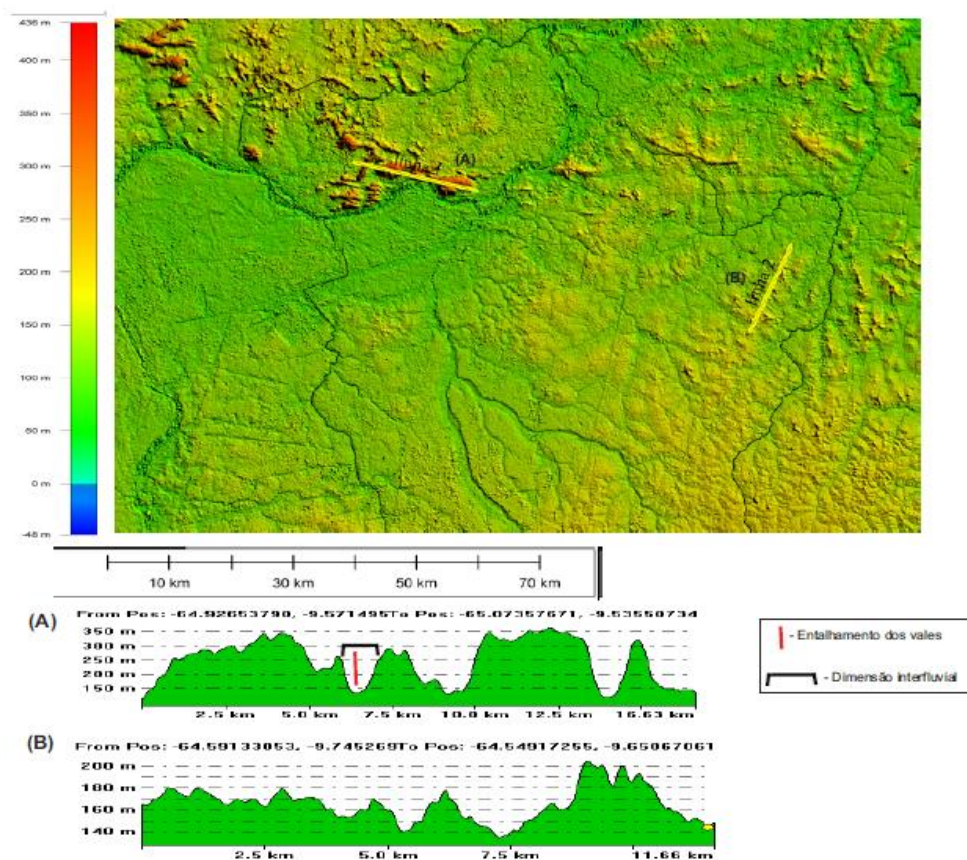 436 m
400 m
350 m
300 m
250 m
200 m
150 m
100 m
50 m
0 m
-48 m
(A)
(B)
linha 2
10 km 30 km 50 km 70 km
(A)
From Pos: -64.92653790, -9.571495To Pos: -65.07357671, -9.53550734
350 m
300 m
250 m
200 m
150 m
2.5 km 5.0 km 7.5 km 10.0 km 12.5 km 16.63 km
- Entalhamento dos vales
- Dimensão interfluvial
(B)
From Pos: -64.59133053, -9.745269To Pos: -64.54917255, -9.65067061
200 m
180 m
160 m
140 m
2.5 km 5.0 km 7.5 km 11.66 km